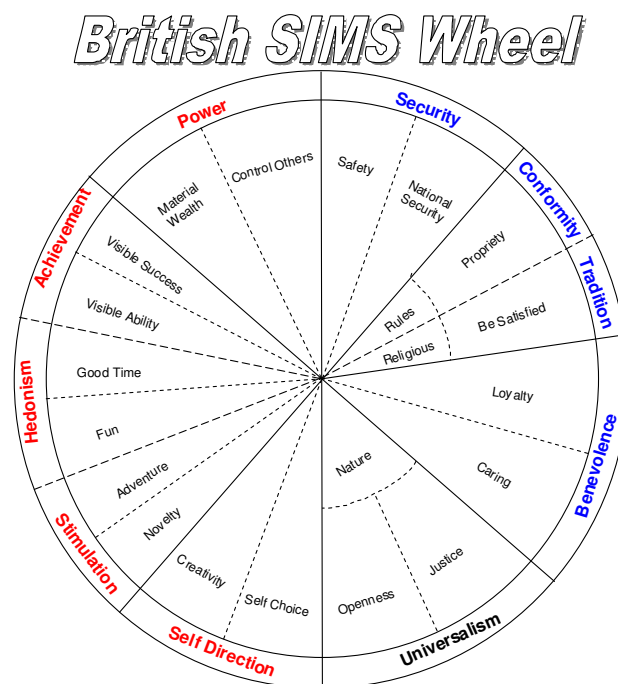 British SIMS Wheel
Power
Security
Conformity
Tradition
Benevolence
Universalism
Self Direction
Stimulation
Hedonism
Achievement
Control Others
Material
Wealth
Safety
National
Security
Propriety
Rules
Be Satisfied
Religious
Loyalty
Caring
Nature
Justice
Openness
Self Choice
Creativity
Novelty
Adventure
Fun
Good Time
Visible Ability
Visible Success